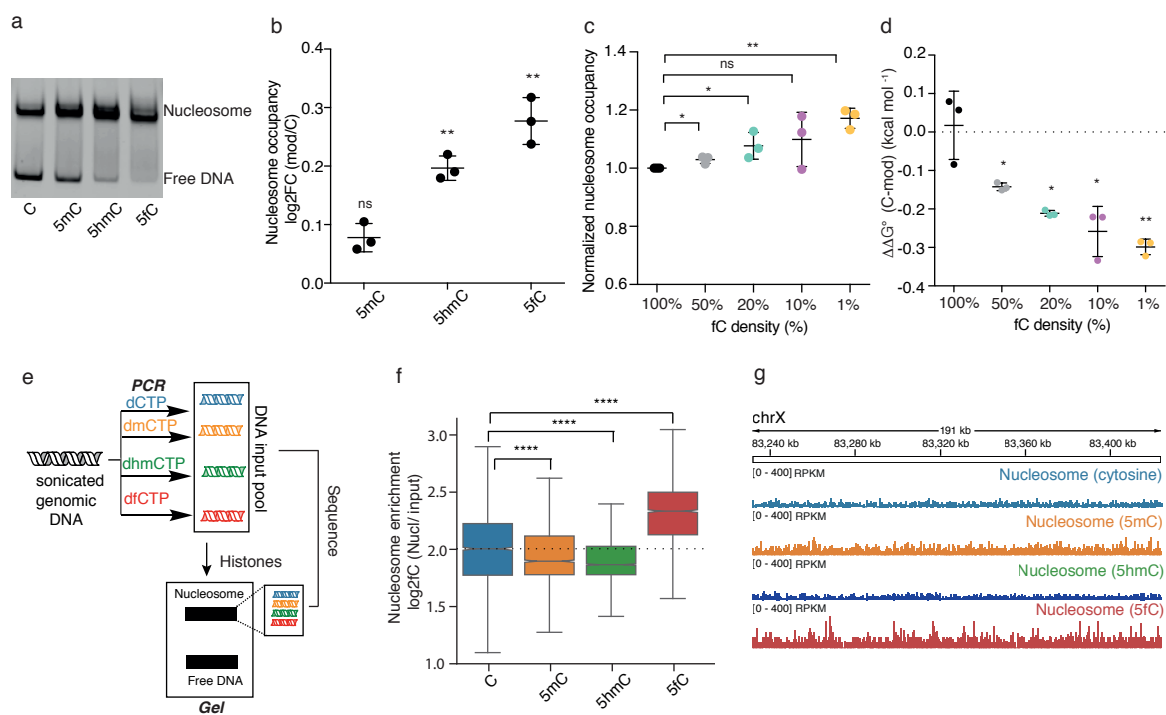 a
Nucleosome
Free DNA
C
5mC
5hmC
5fC
b
Nucleosome occupancy
log2FC (mod/C)
0.4
0.3
0.2
0.1
0.0
ns
**
**
5mC
5hmC
5fC
c
Normalized nucleosome occupancy
1.4
1.2
1.0
0.8
0.6
**
ns
*
*
100%
50%
20%
10%
1%
fC density (%)
d
ΔΔG° (C-mod) (kcal mol ⁻¹)
0.2
0.1
0.0
-0.1
-0.2
-0.3
-0.4
*
*
*
**
100%
50%
20%
10%
1%
fC density (%)
e
PCR
dCTP
dmCTP
dhmCTP
dfCTP
sonicated
genomic
DNA
DNA input pool
Sequence
Histones
Nucleosome
Free DNA
Gel
f
Nucleosome enrichment
log2fC (Nucl/ input)
3.0
2.5
2.0
1.5
1.0
****
****
****
C
5mC
5hmC
5fC
g
chrX
191 kb
83,240 kb
83,280 kb
83,320 kb
83,360 kb
83,400 kb
[0 - 400] RPKM
Nucleosome (cytosine)
[0 - 400] RPKM
Nucleosome (5mC)
[0 - 400] RPKM
Nucleosome (5hmC)
[0 - 400] RPKM
Nucleosome (5fC)